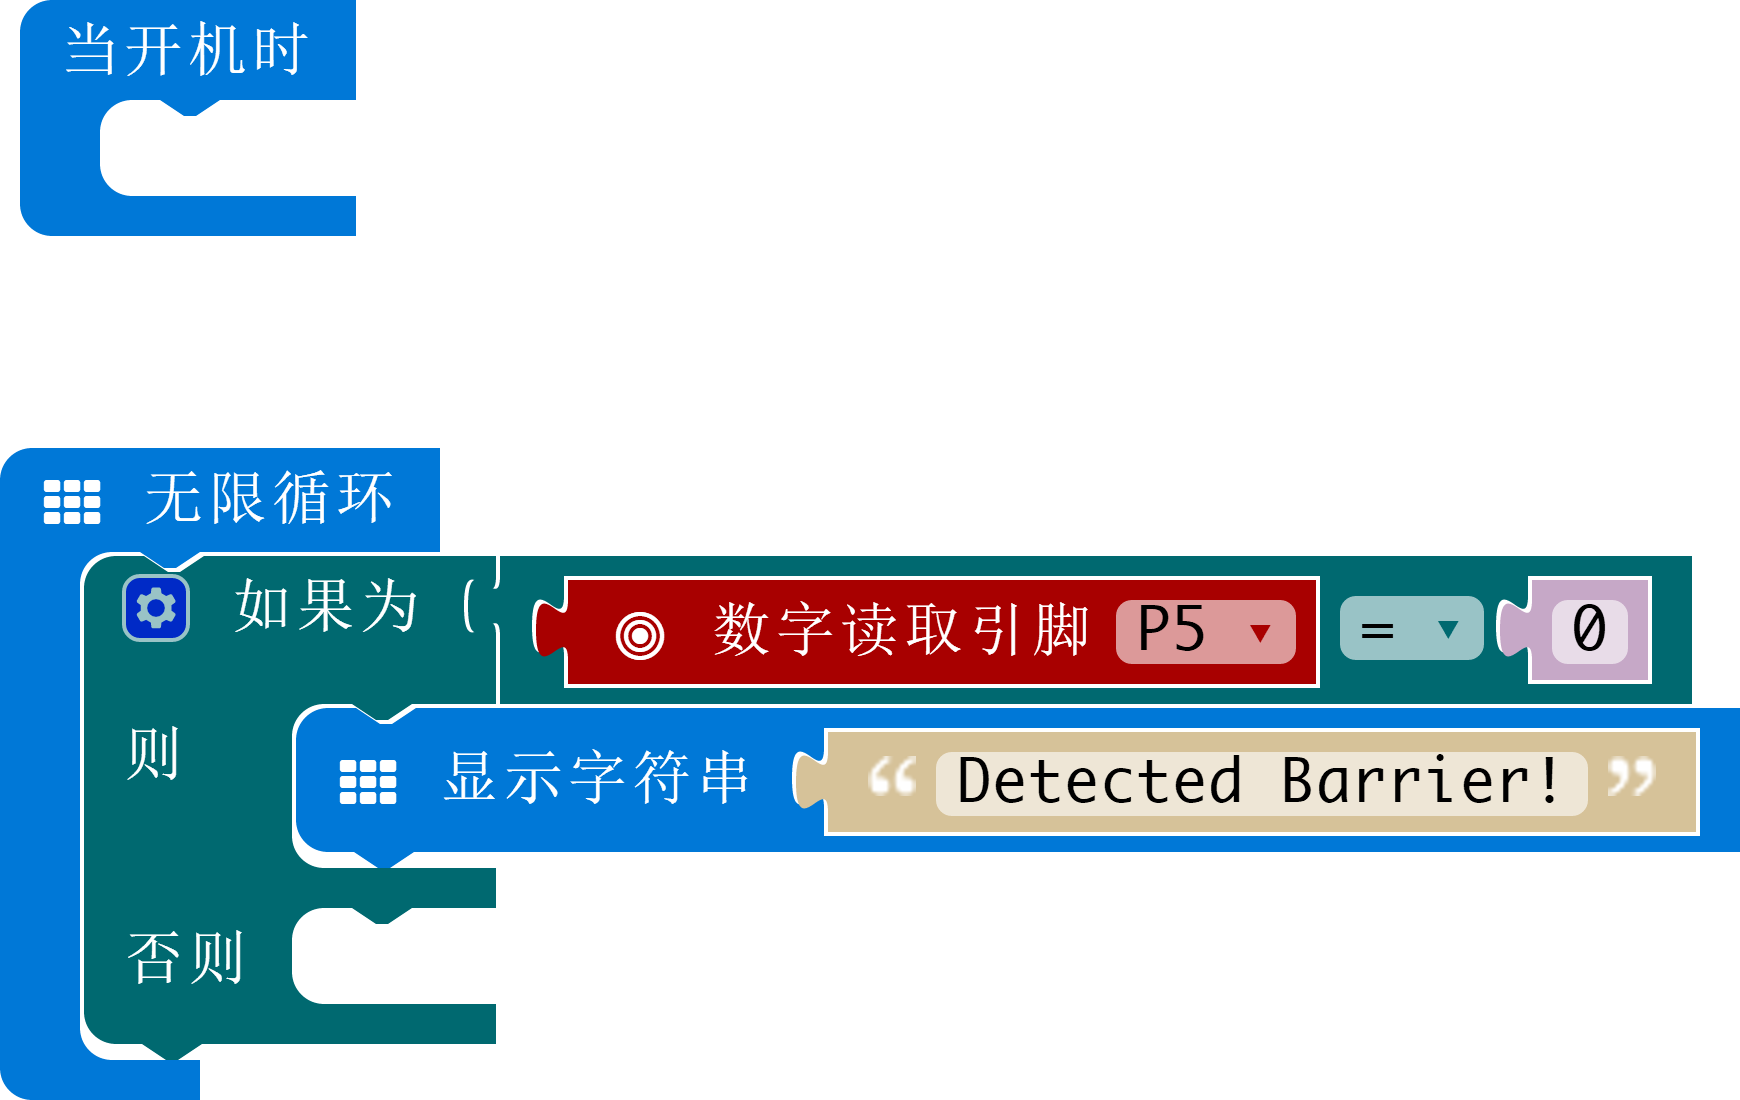 当开机时
无限循环
如果为 数字读取引脚 P5 = 0
则 显示字符串 “ Detected Barrier! ”
否则